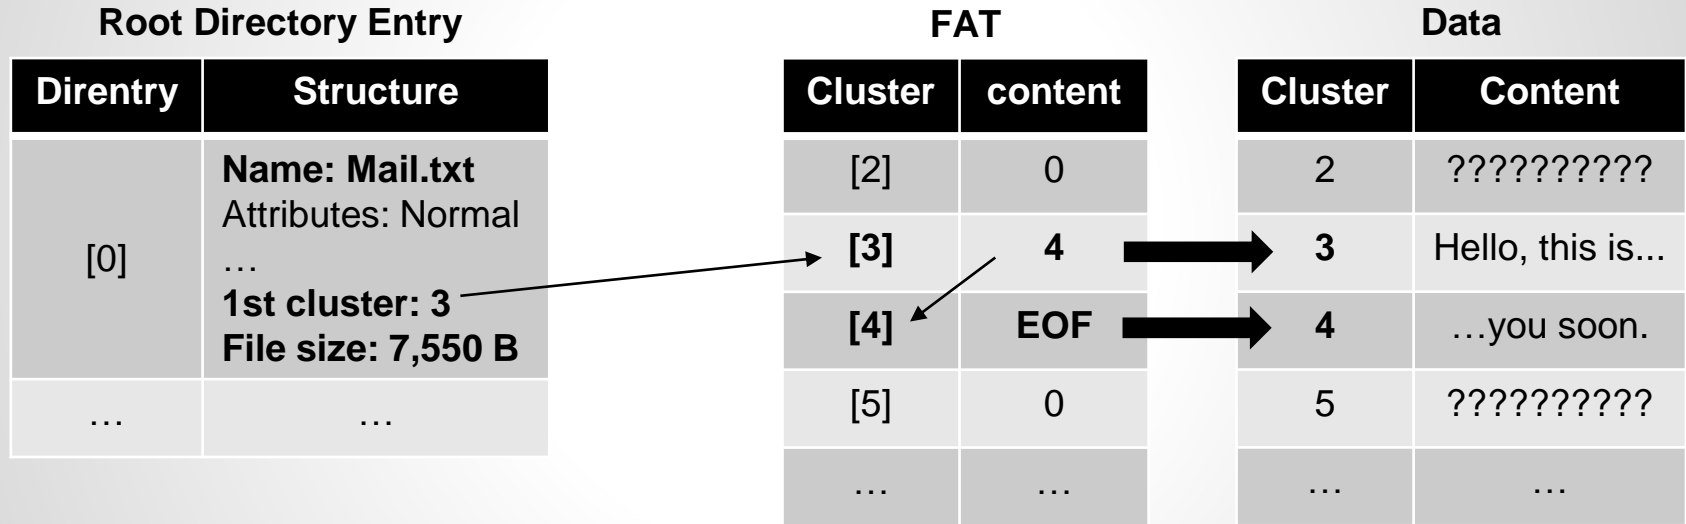 Root Directory Entry
Direntry Structure
[0]
Name: Mail.txt
Attributes: Normal
…
1st cluster: 3
File size: 7,550 B
… …
FAT
Cluster content
[2] 0
[3] 4
[4] EOF
[5] 0
… …
Data
Cluster Content
2 ??????????
3 Hello, this is...
4 …you soon.
5 ??????????
… …